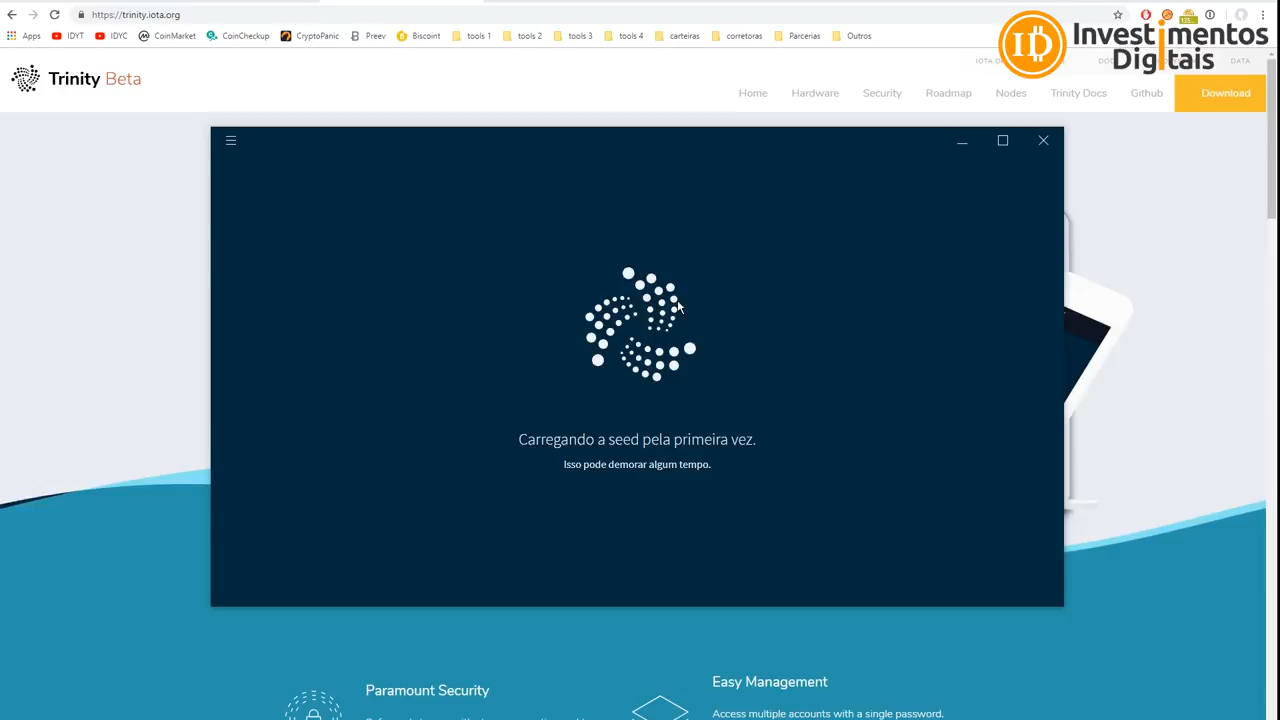 https://trinity.iota.org
Apps IDYT IDYC CoinMarket CoinCheckup CryptoPanic Preev Biscoint tools 1 tools 2 tools 3 tools 4 carteiras corretoras Parcerias Outros
ID Investimentos
Digitais
DATA
Trinity Beta
Home Hardware Security Roadmap Nodes Trinity Docs Github Download
Carregando a seed pela primeira vez.
Isso pode demorar algum tempo.
Paramount Security
Easy Management
Access multiple accounts with a single password.